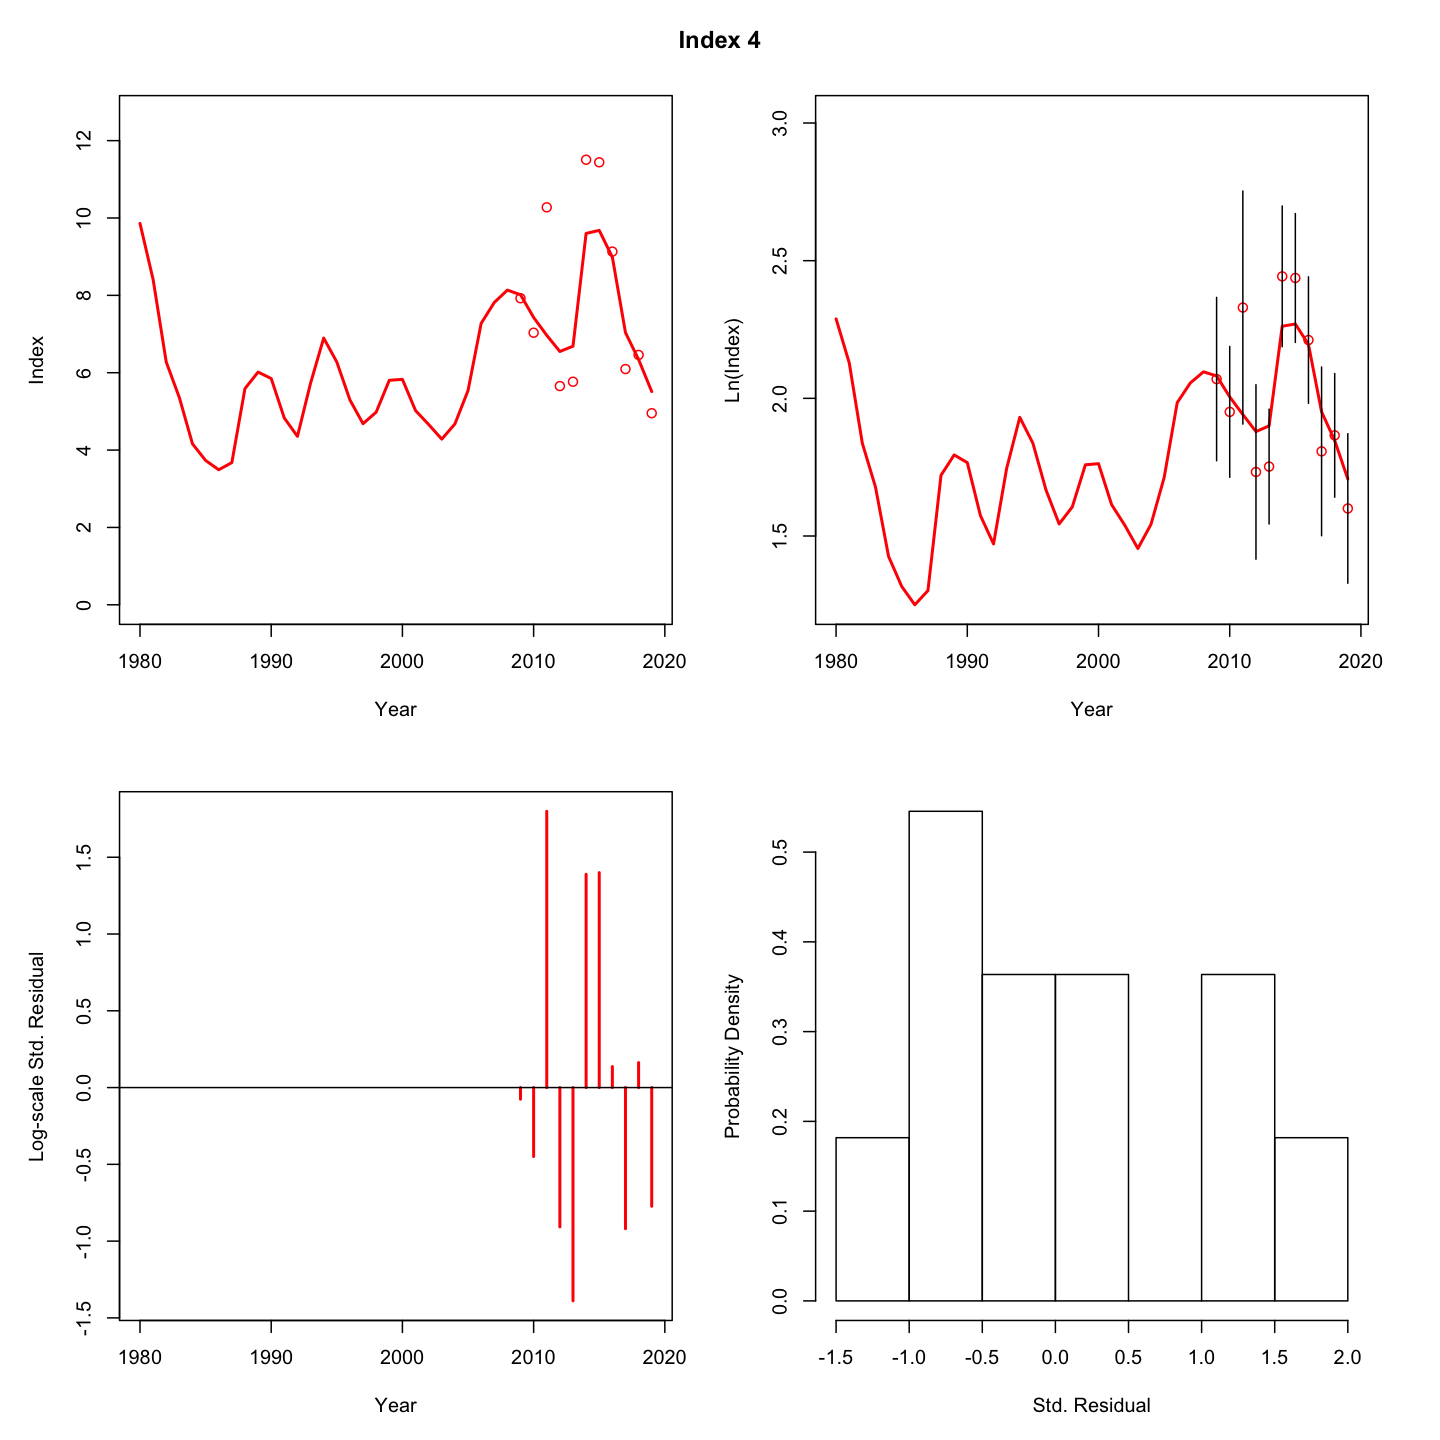 Index 4
Index
12
10
8
6
4
2
0
1980 1990 2000 2010 2020
Year
Ln(Index)
3.0
2.5
2.0
1.5
1980 1990 2000 2010 2020
Year
Log-scale Std. Residual
1.5
1.0
0.5
0.0
-0.5
-1.0
-1.5
1980 1990 2000 2010 2020
Year
Probability Density
0.5
0.4
0.3
0.2
0.1
0.0
-1.5 -1.0 -0.5 0.0 0.5 1.0 1.5 2.0
Std. Residual